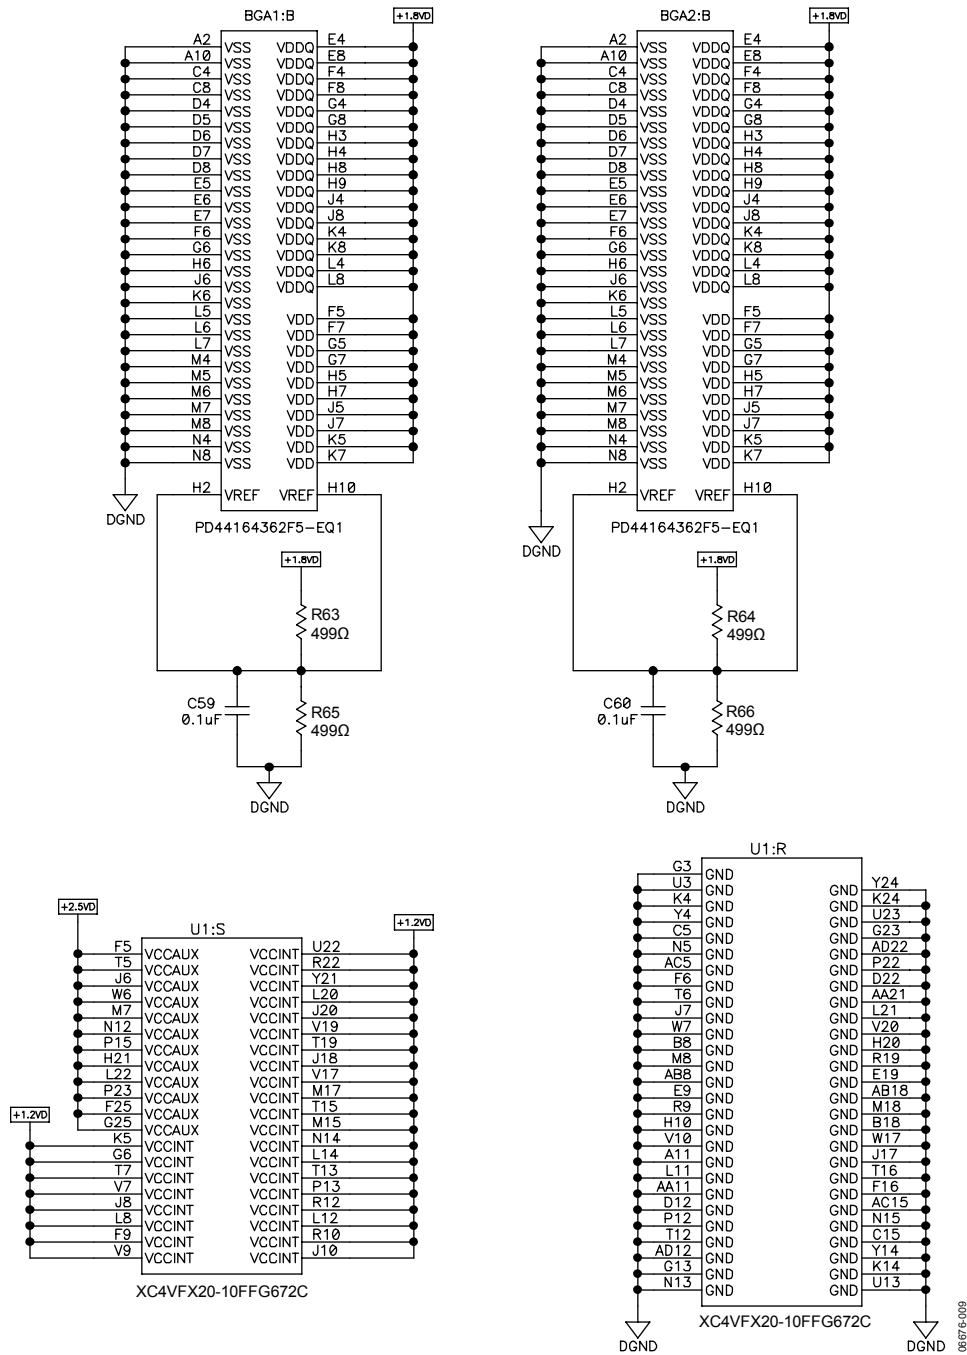 BGA1:B +1.8VD
A2 VSS VDDQ E4
A10 VSS VDDQ E8
C4 VSS VDDQ F4
C8 VSS VDDQ F8
D4 VSS VDDQ G4
D5 VSS VDDQ G8
D6 VSS VDDQ H3
D7 VSS VDDQ H4
D8 VSS VDDQ H8
E5 VSS VDDQ H9
E6 VSS VDDQ J4
E7 VSS VDDQ J8
F6 VSS VDDQ K4
G6 VSS VDDQ K8
H6 VSS VDDQ L4
J6 VSS VDDQ L8
K6 VSS
L5 VSS VDD F5
L6 VSS VDD F7
L7 VSS VDD G5
M4 VSS VDD G7
M5 VSS VDD H5
M6 VSS VDD H7
M7 VSS VDD J5
M8 VSS VDD J7
N4 VSS VDD K5
N8 VSS VDD K7
H2 VREF VREF H10
DGND
PD44164362F5-EQ1
+1.8VD
R63
499Ω
C59
0.1uF
R65
499Ω
DGND
BGA2:B +1.8VD
A2 VSS VDDQ E4
A10 VSS VDDQ E8
C4 VSS VDDQ F4
C8 VSS VDDQ F8
D4 VSS VDDQ G4
D5 VSS VDDQ G8
D6 VSS VDDQ H3
D7 VSS VDDQ H4
D8 VSS VDDQ H8
E5 VSS VDDQ H9
E6 VSS VDDQ J4
E7 VSS VDDQ J8
F6 VSS VDDQ K4
G6 VSS VDDQ K8
H6 VSS VDDQ L4
J6 VSS VDDQ L8
K6 VSS
L5 VSS VDD F5
L6 VSS VDD F7
L7 VSS VDD G5
M4 VSS VDD G7
M5 VSS VDD H5
M6 VSS VDD H7
M7 VSS VDD J5
M8 VSS VDD J7
N4 VSS VDD K5
N8 VSS VDD K7
H2 VREF VREF H10
DGND
PD44164362F5-EQ1
+1.8VD
R64
499Ω
C60
0.1uF
R66
499Ω
DGND
+2.5VD U1:S +1.2VD
F5 VCCAUX VCCINT U22
T5 VCCAUX VCCINT R22
J6 VCCAUX VCCINT Y21
W6 VCCAUX VCCINT L20
M7 VCCAUX VCCINT J20
N12 VCCAUX VCCINT V19
P15 VCCAUX VCCINT T19
H21 VCCAUX VCCINT J18
L22 VCCAUX VCCINT V17
P23 VCCAUX VCCINT M17
F25 VCCAUX VCCINT T15
G25 VCCAUX VCCINT M15
+1.2VD
K5 VCCINT VCCINT N14
G6 VCCINT VCCINT L14
T7 VCCINT VCCINT T13
V7 VCCINT VCCINT P13
J8 VCCINT VCCINT R12
L8 VCCINT VCCINT L12
F9 VCCINT VCCINT R10
V9 VCCINT VCCINT J10
XC4VFX20-10FFG672C
U1:R
G3 GND
U3 GND GND Y24
K4 GND GND K24
Y4 GND GND U23
C5 GND GND G23
N5 GND GND AD22
AC5 GND GND P22
F6 GND GND D22
T6 GND GND AA21
J7 GND GND L21
W7 GND GND V20
B8 GND GND H20
M8 GND GND R19
AB8 GND GND E19
E9 GND GND AB18
R9 GND GND M18
H10 GND GND B18
V10 GND GND W17
A11 GND GND J17
L11 GND GND T16
AA11 GND GND F16
D12 GND GND AC15
P12 GND GND N15
T12 GND GND C15
AD12 GND GND Y14
G13 GND GND K14
N13 GND GND U13
XC4VFX20-10FFG672C
DGND DGND
06676-009